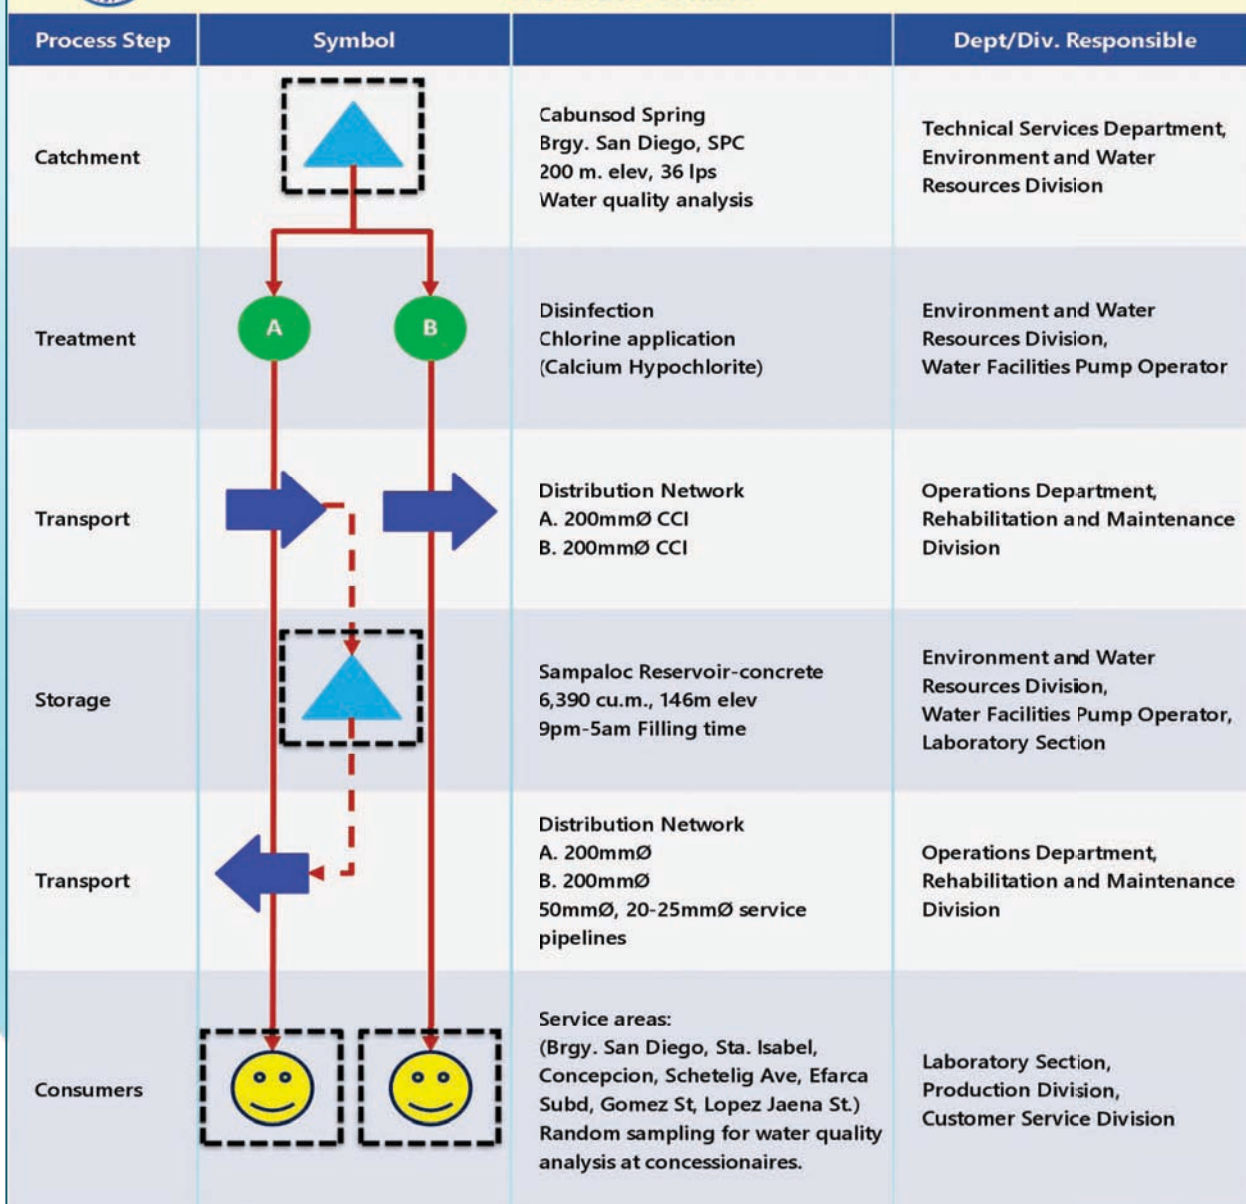 Process Step
Symbol
Dept/Div. Responsible
Catchment
Cabunsod Spring
Brgy. San Diego, SPC
200 m. elev, 36 lps
Water quality analysis
Technical Services Department,
Environment and Water
Resources Division
Treatment
A
B
Disinfection
Chlorine application
(Calcium Hypochlorite)
Environment and Water
Resources Division,
Water Facilities Pump Operator
Transport
Distribution Network
A. 200mmØ CCI
B. 200mmØ CCI
Operations Department,
Rehabilitation and Maintenance
Division
Storage
Sampaloc Reservoir-concrete
6,390 cu.m., 146m elev
9pm-5am Filling time
Environment and Water
Resources Division,
Water Facilities Pump Operator,
Laboratory Section
Transport
Distribution Network
A. 200mmØ
B. 200mmØ
50mmØ, 20-25mmØ service
pipelines
Operations Department,
Rehabilitation and Maintenance
Division
Consumers
Service areas:
(Brgy. San Diego, Sta. Isabel,
Concepcion, Schetelig Ave, Efarca
Subd, Gomez St, Lopez Jaena St.)
Random sampling for water quality
analysis at concessionaires.
Laboratory Section,
Production Division,
Customer Service Division